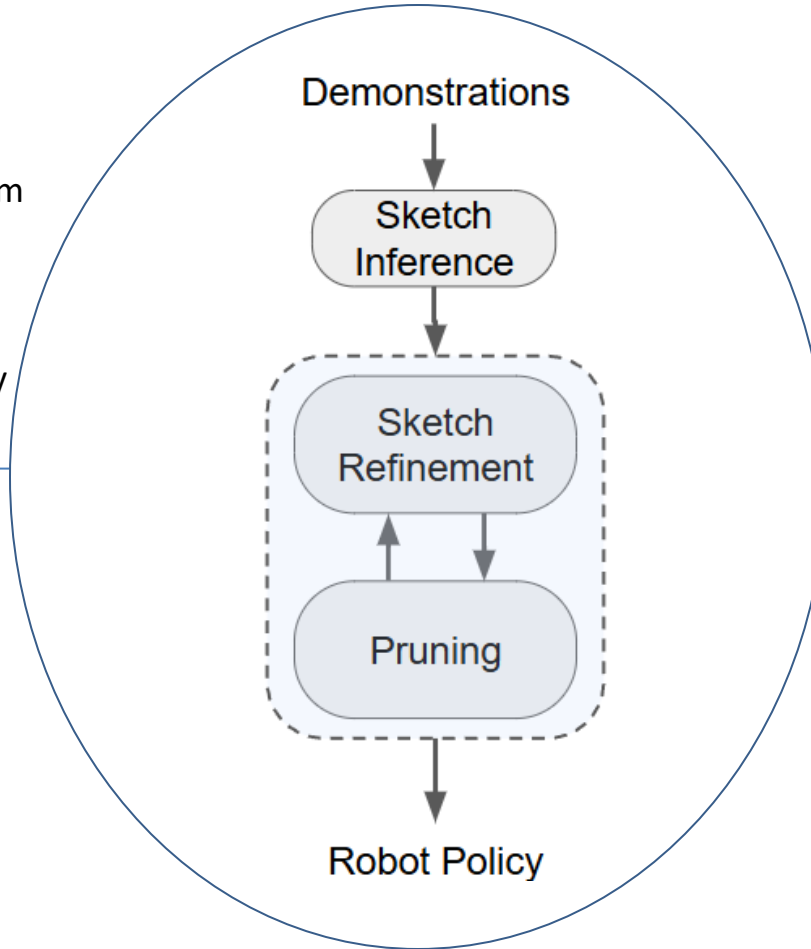 Demonstrations
Sketch
Inference
Sketch
Refinement
Pruning
Robot Policy